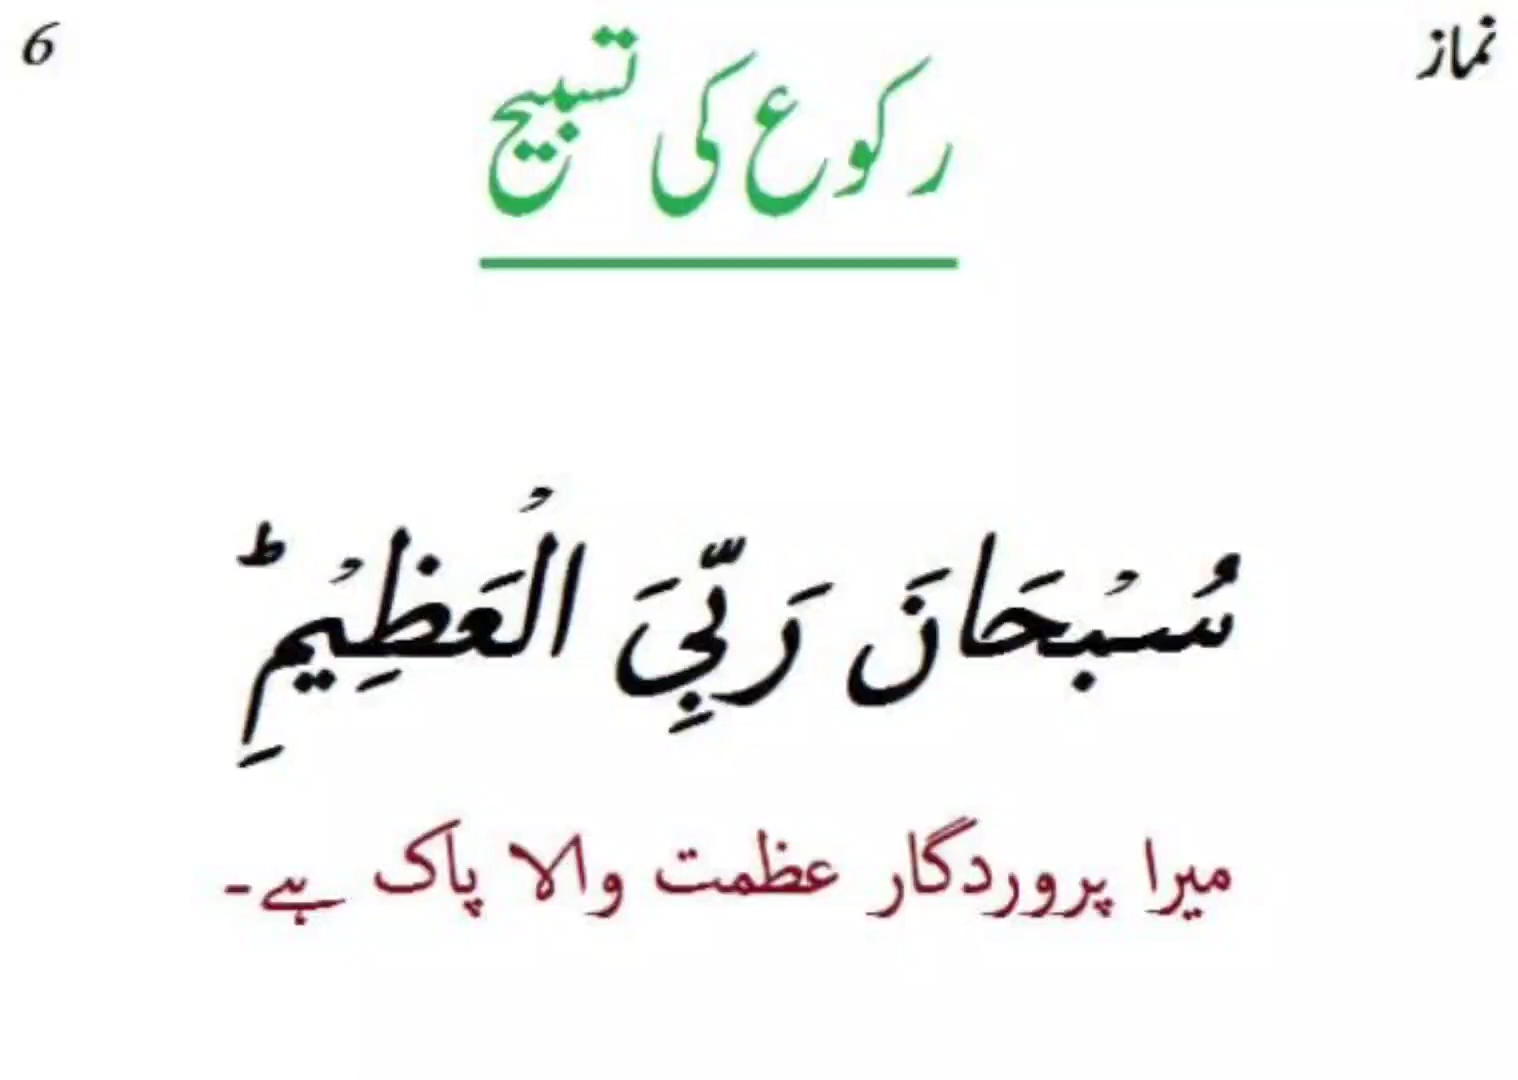 نماز 6
رکوع کی تسبیح
سُبْحَانَ رَبِّیَ الْعَظِیْمِ ؕ
میرا پروردگار عظمت والا پاک ہے۔